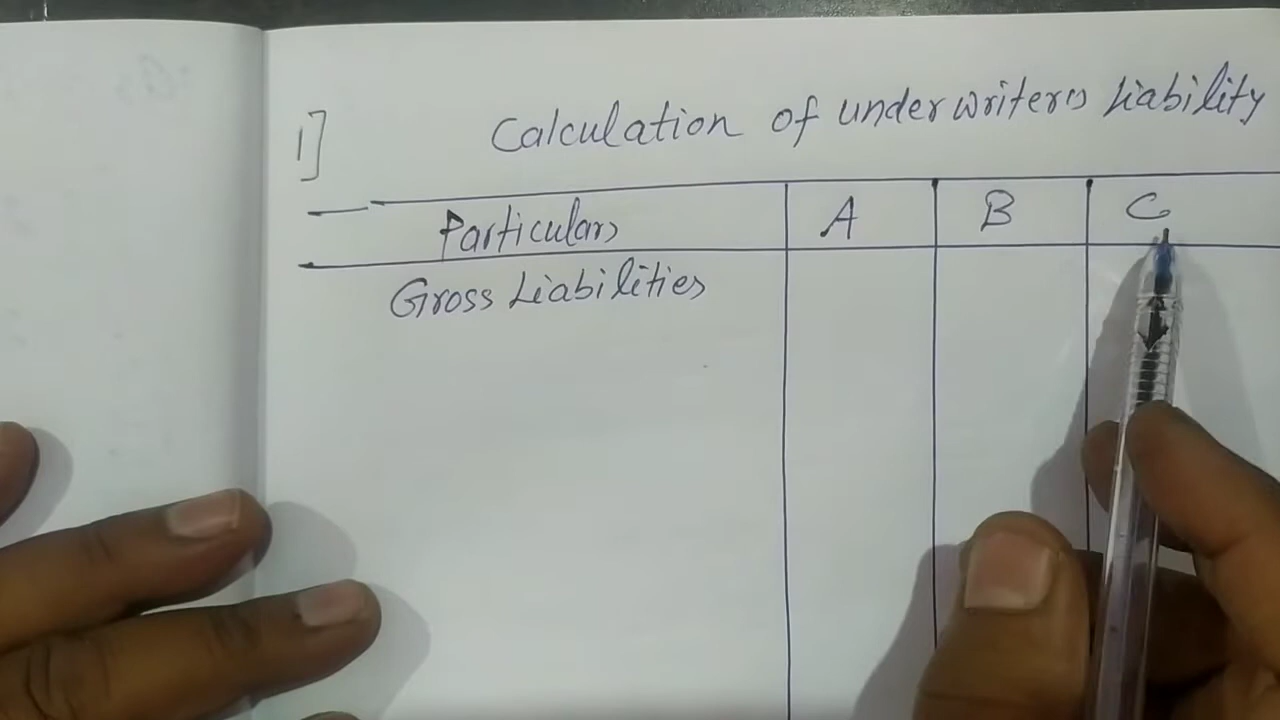 1] Calculation of underwriters Liability
Particulars A B C
Gross Liabilities